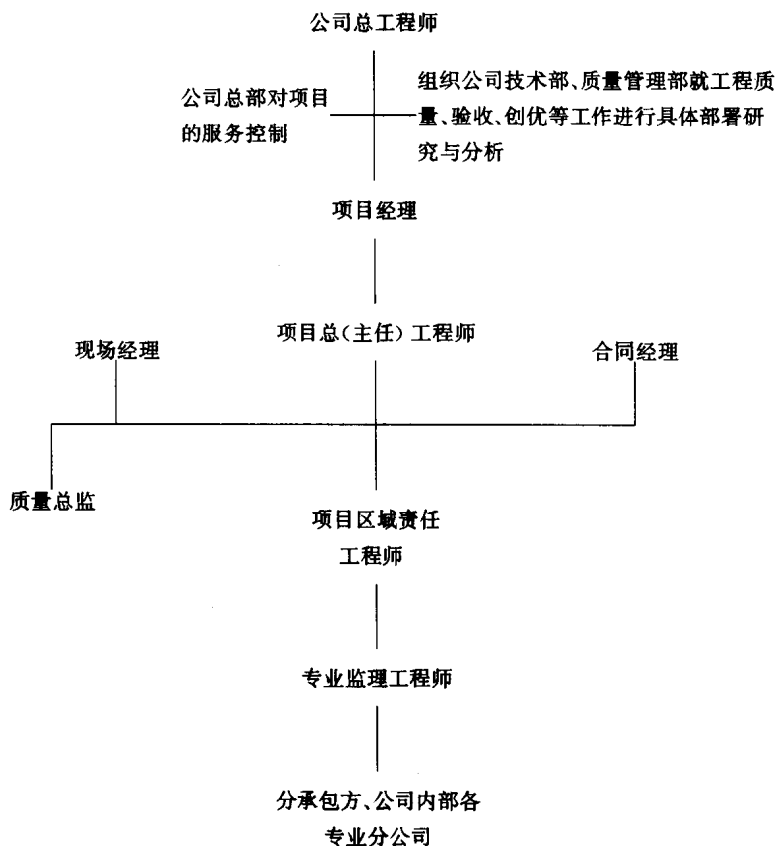 公司总工程师
公司总部对项目
的服务控制
组织公司技术部、质量管理部就工程质
量、验收、创优等工作进行具体部署研
究与分析
项目经理
项目总(主任)工程师
现场经理
合同经理
质量总监
项目区域责任
工程师
专业监理工程师
分承包方、公司内部各
专业分公司